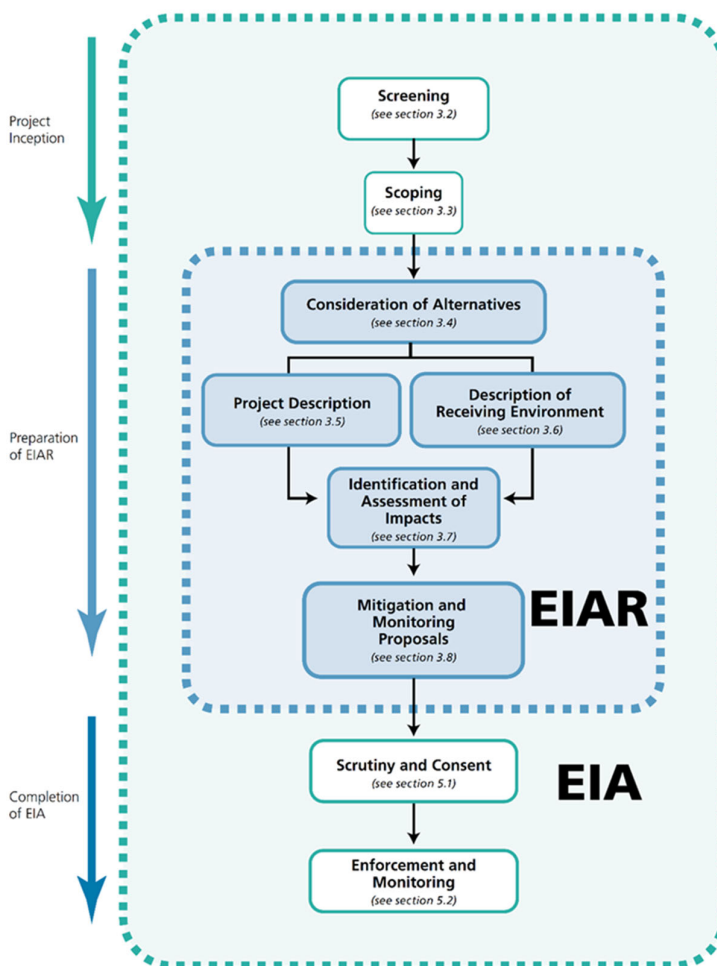 Project
Inception
Screening
(see section 3.2)
Scoping
(see section 3.3)
Preparation
of EIAR
Consideration of Alternatives
(see section 3.4)
Project Description
(see section 3.5)
Description of
Receiving Environment
(see section 3.6)
Identification and
Assessment of
Impacts
(see section 3.7)
Mitigation and
Monitoring
Proposals
(see section 3.8)
EIAR
Completion
of EIA
Scrutiny and Consent
(see section 5.1)
EIA
Enforcement and
Monitoring
(see section 5.2)